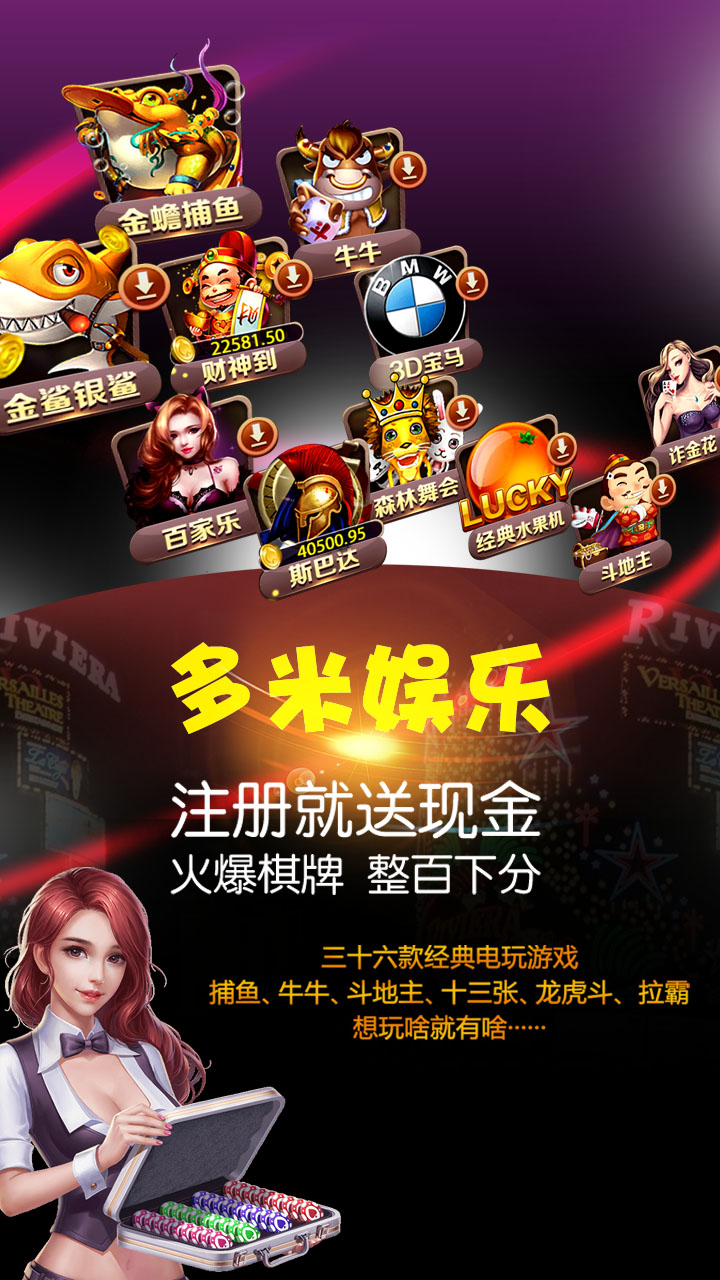 金蟾捕鱼
牛牛
BMW
金鲨银鲨
22581.50
财神到
3D宝马
百家乐
40500.95
斯巴达
森林舞会
LUCKY
经典水果机
斗地主
诈金花
RIVIERA
VERSAILLES
THEATRE
RIV
VERSAIL
THEA
多米娱乐
注册就送现金
火爆棋牌 整百下分
三十六款经典电玩游戏
捕鱼、牛牛、斗地主、十三张、龙虎斗、拉霸
想玩啥就有啥……